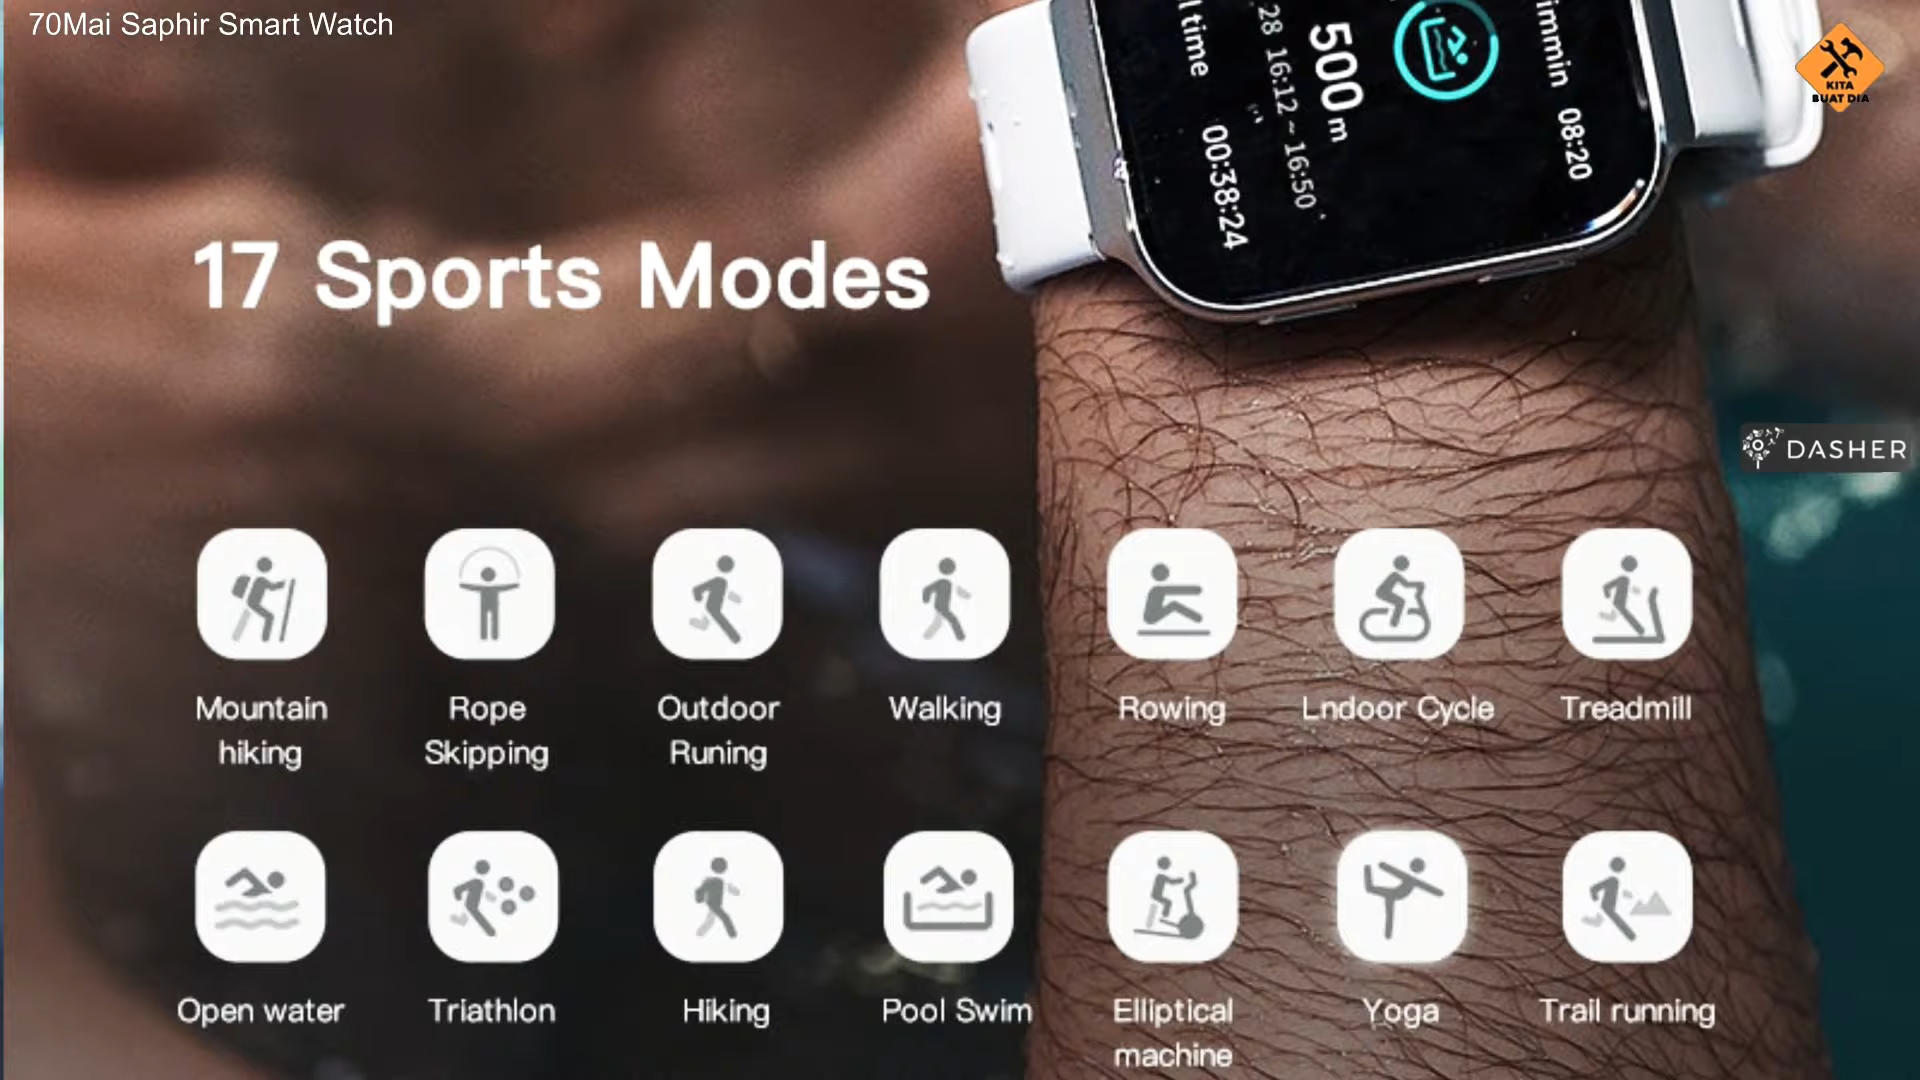 70Mai Saphir Smart Watch
KITA
BUAT DIA
l time
00:38:24
28 16:12 ~ 16:50
500 m
immin
08:20
17 Sports Modes
DASHER
Mountain
hiking
Rope
Skipping
Outdoor
Runing
Walking
Rowing
Lndoor Cycle
Treadmill
Open water
Triathlon
Hiking
Pool Swim
Elliptical
machine
Yoga
Trail running